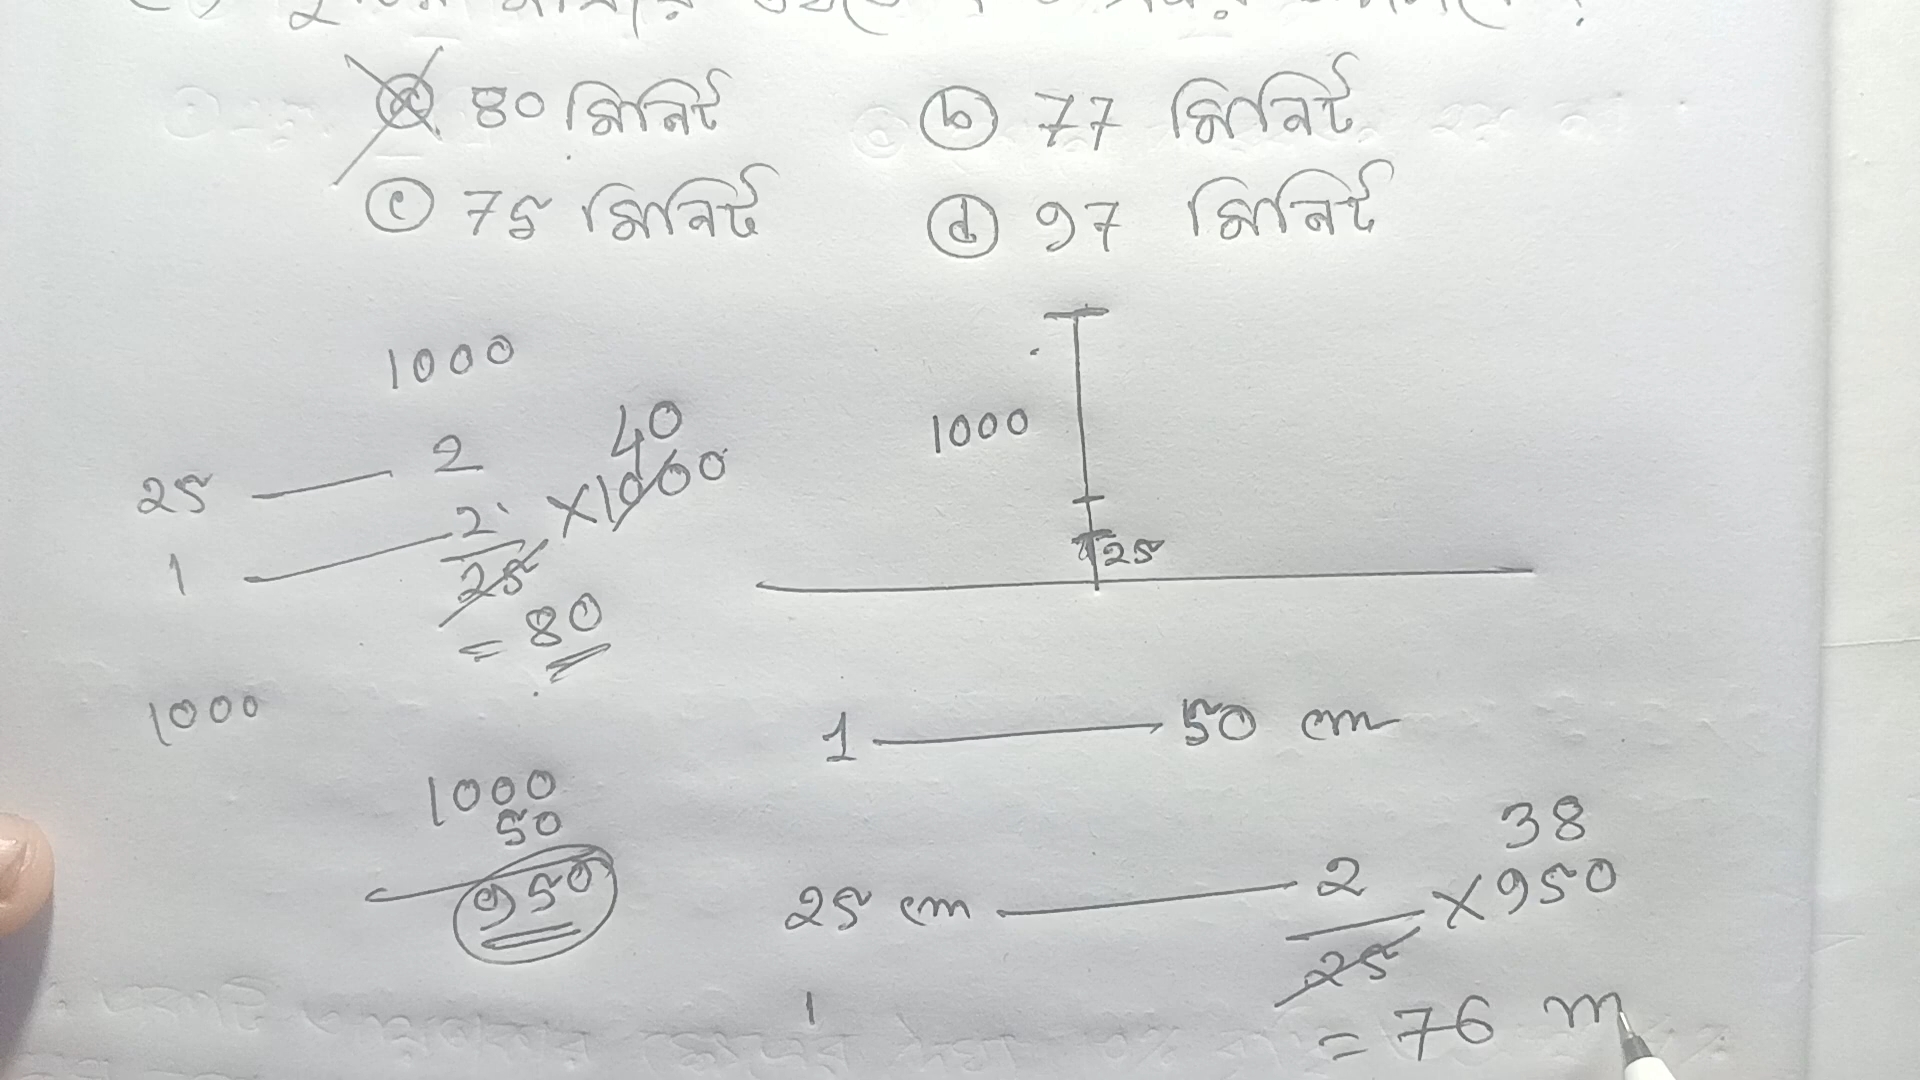 ⓐ 80 মিনিট ⓑ 77 মিনিট
ⓒ 75 মিনিট ⓓ 97 মিনিট
1000
25 — 2
40
1 — 2/25 × 1000
= 80
1000
25
1000
1 — 50 cm
1000
50
950
38
25 cm — 2/25 × 950
1
= 76 m